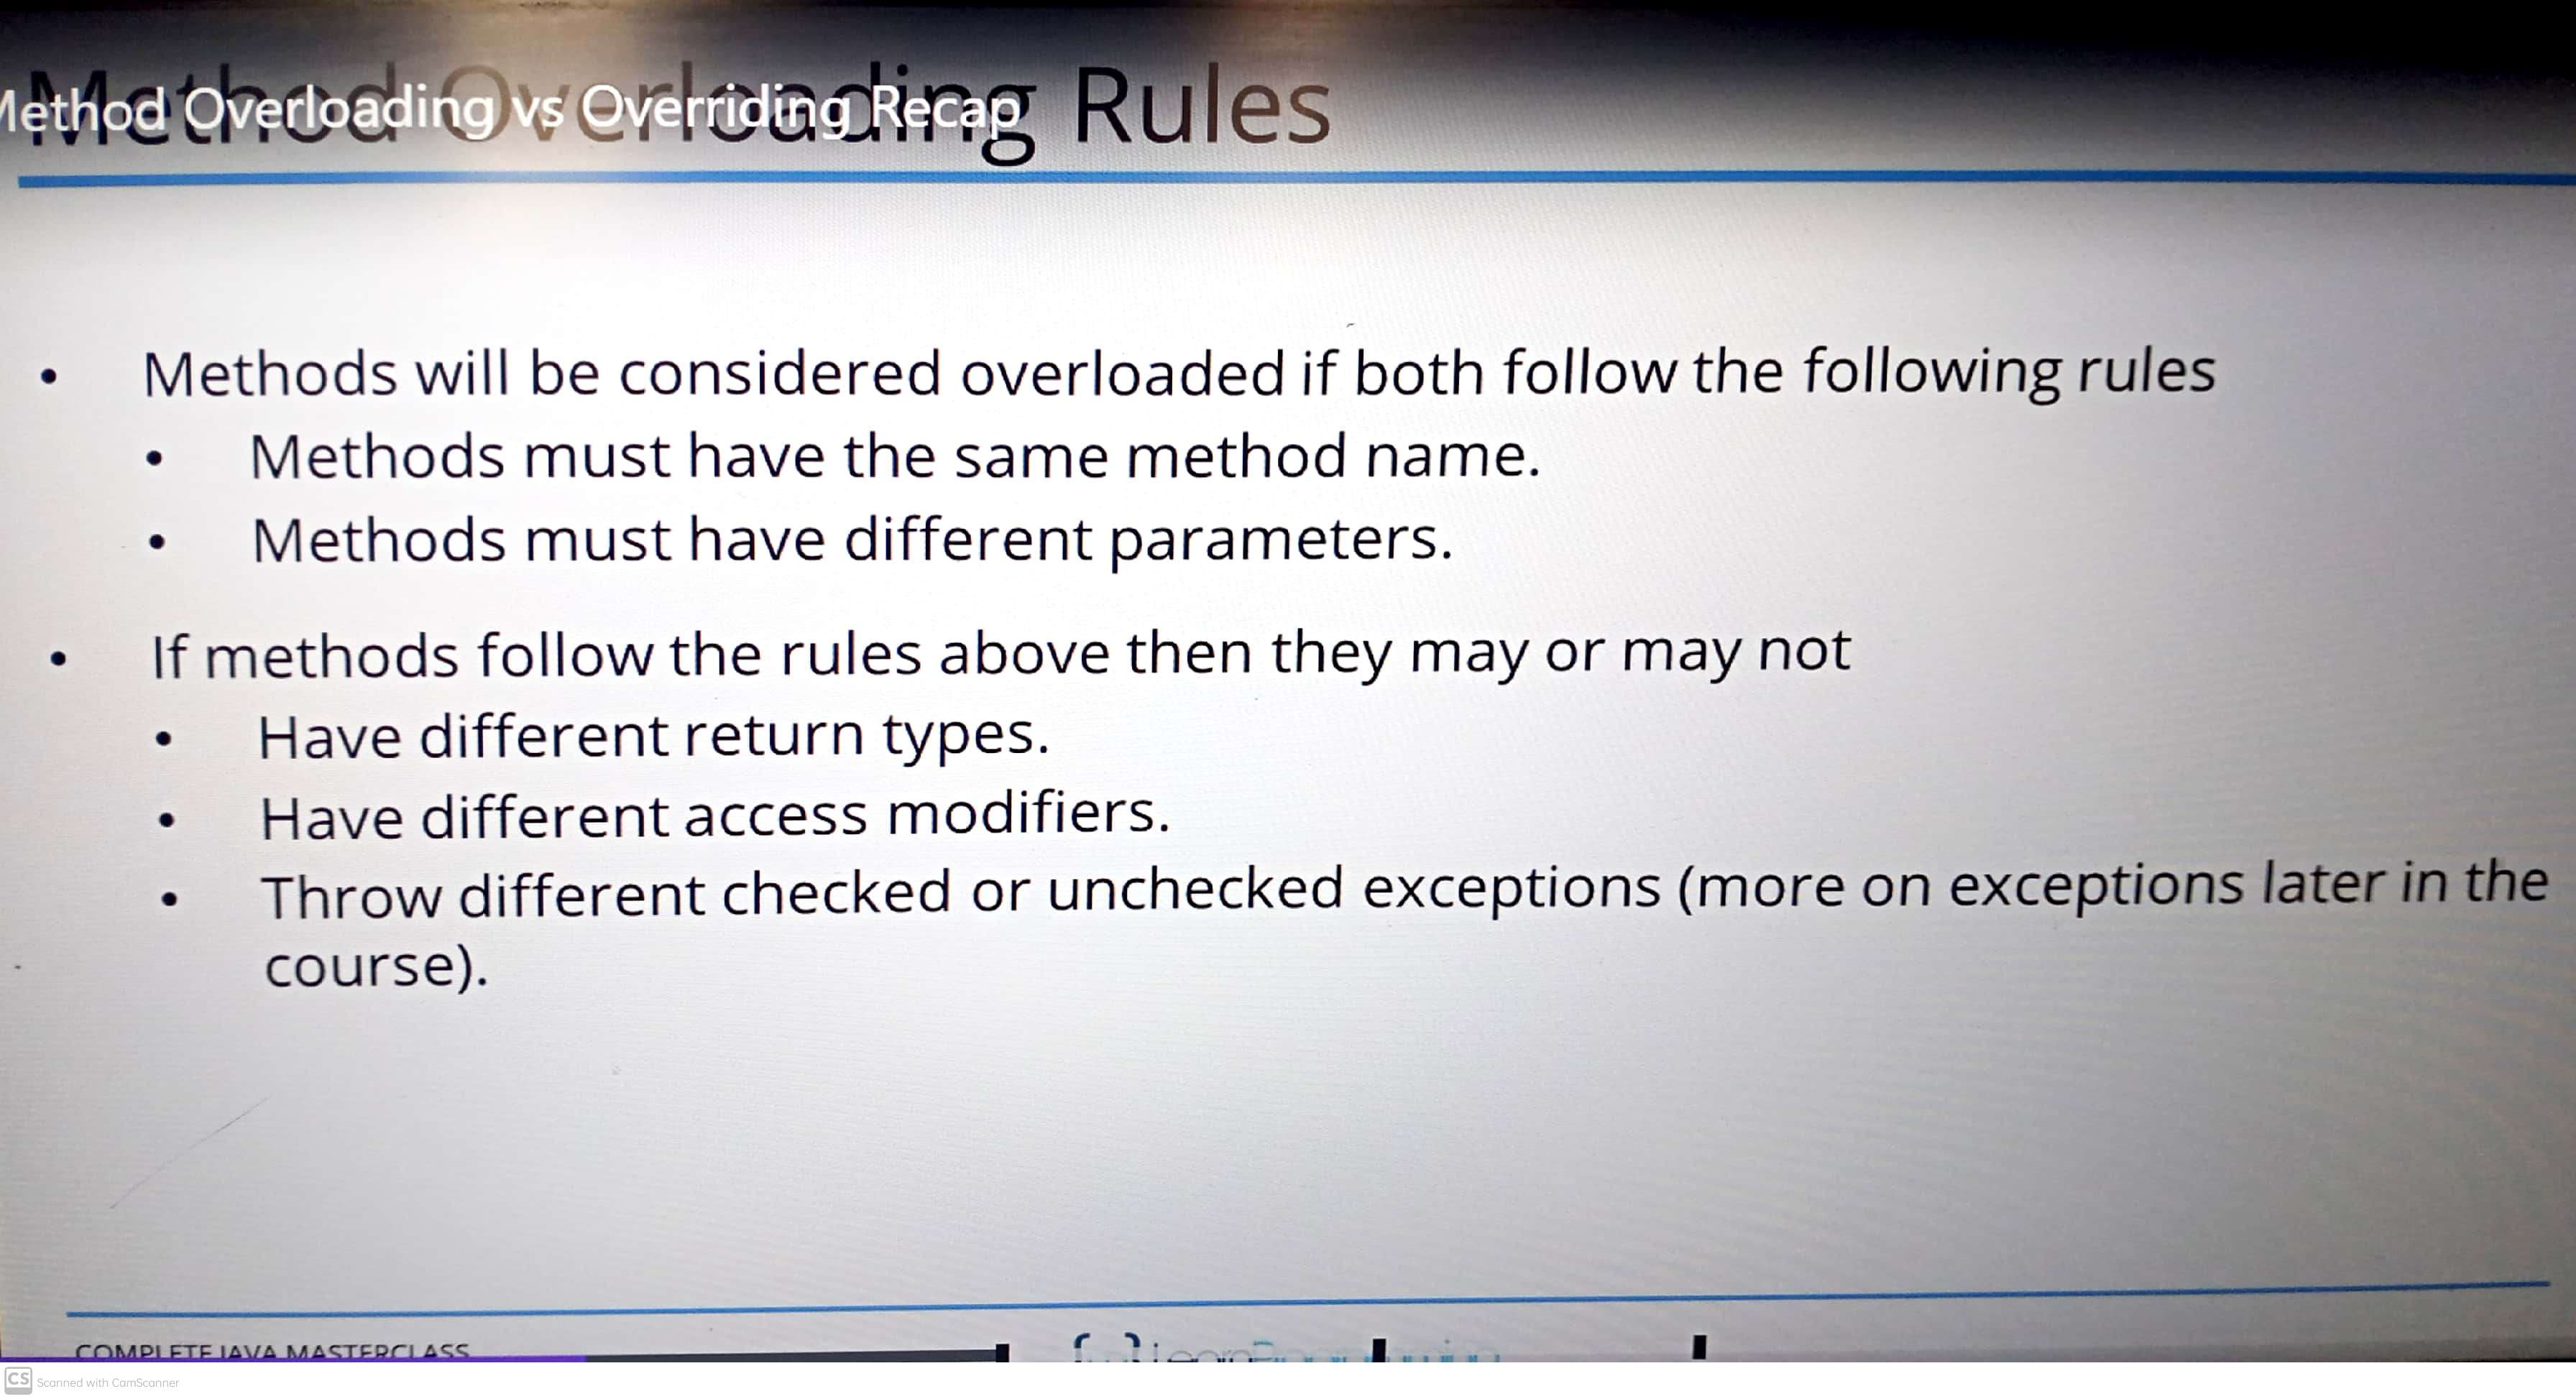 Method Overloading Rules
Method Overloading vs Overriding Recap
• Methods will be considered overloaded if both follow the following rules
• Methods must have the same method name.
• Methods must have different parameters.
• If methods follow the rules above then they may or may not
• Have different return types.
• Have different access modifiers.
• Throw different checked or unchecked exceptions (more on exceptions later in the
course).
COMPLETE JAVA MASTERCLASS
CS Scanned with CamScanner